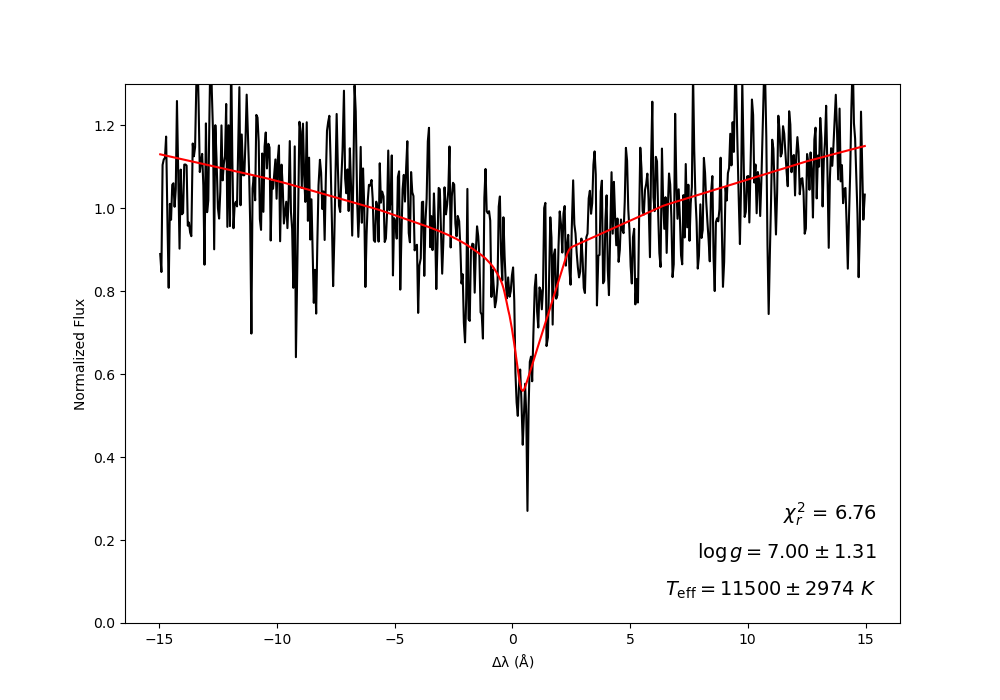 1.2
1.0
0.8
0.6
0.4
0.2
0.0
Normalized Flux
χ²ᵣ = 6.76
log g = 7.00 ± 1.31
T_eff = 11500 ± 2974 K
−15 −10 −5 0 5 10 15
Δλ (Å)